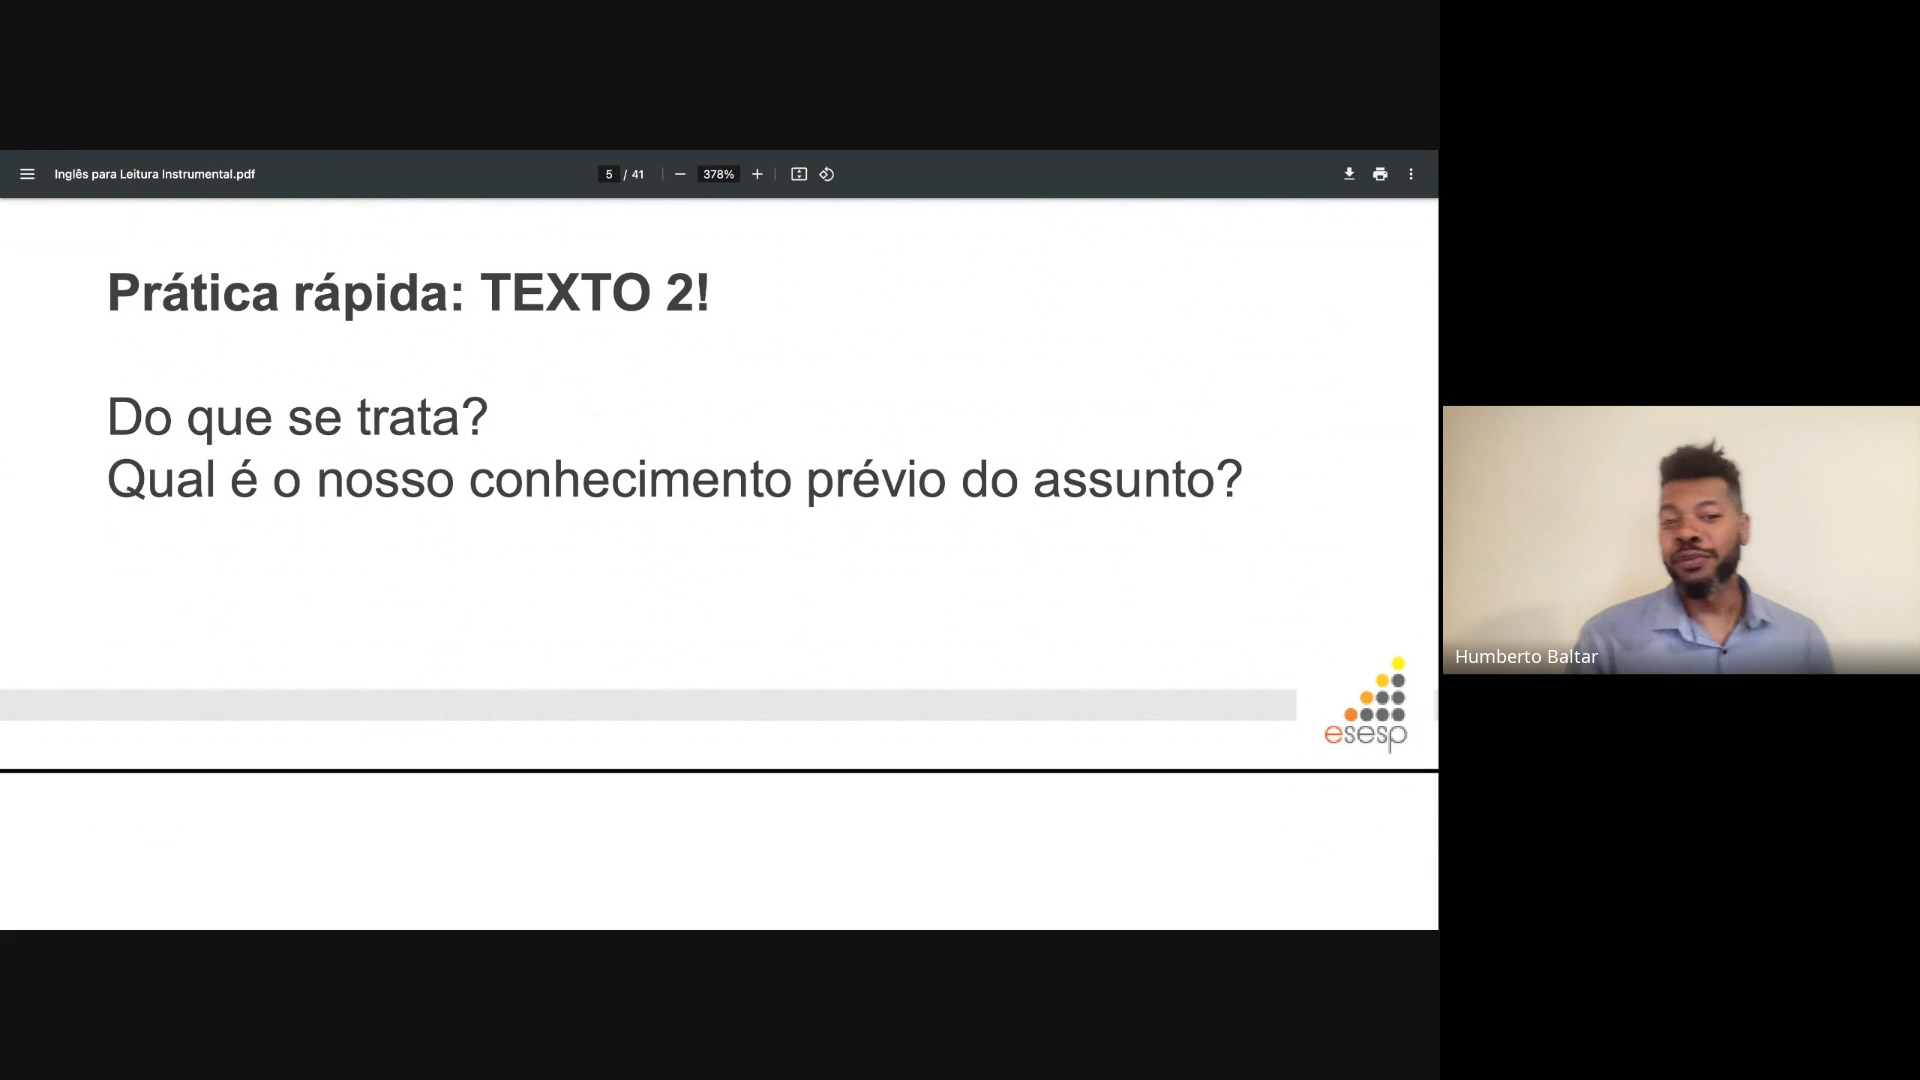 Inglês para Leitura Instrumental.pdf
5 / 41
378%
Prática rápida: TEXTO 2!
Do que se trata?
Qual é o nosso conhecimento prévio do assunto?
esesp
Humberto Baltar